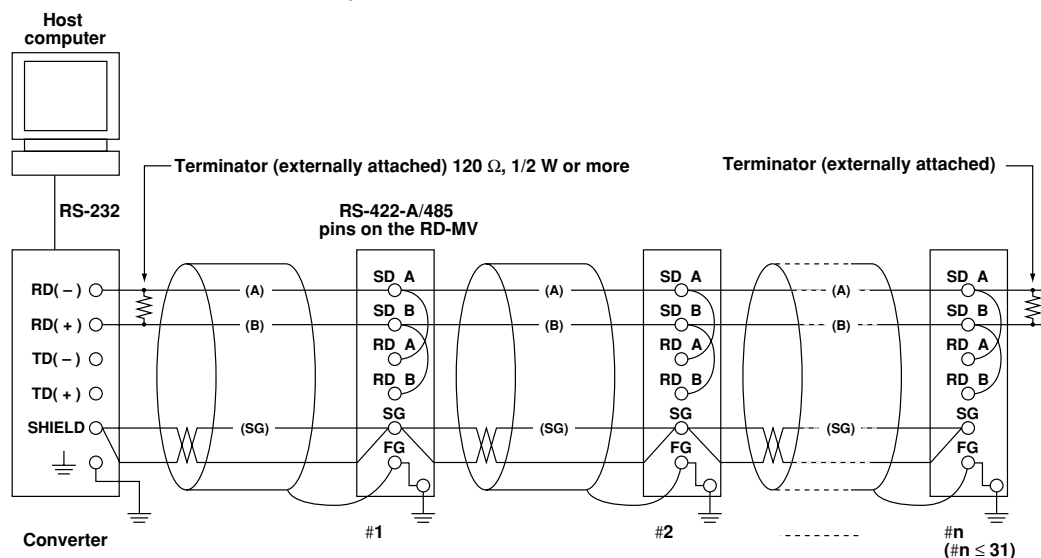 Host
computer
Terminator (externally attached) 120 Ω, 1/2 W or more
Terminator (externally attached)
RS-232
RS-422-A/485
pins on the RD-MV
RD( – )
RD( + )
TD( – )
TD( + )
SHIELD
(A)
(B)
(SG)
SD A
SD B
RD A
RD B
SG
FG
(A)
(B)
(SG)
SD A
SD B
RD A
RD B
SG
FG
(A)
(B)
(SG)
SD A
SD B
RD A
RD B
SG
FG
Converter
#1
#2
#n
(#n ≤ 31)